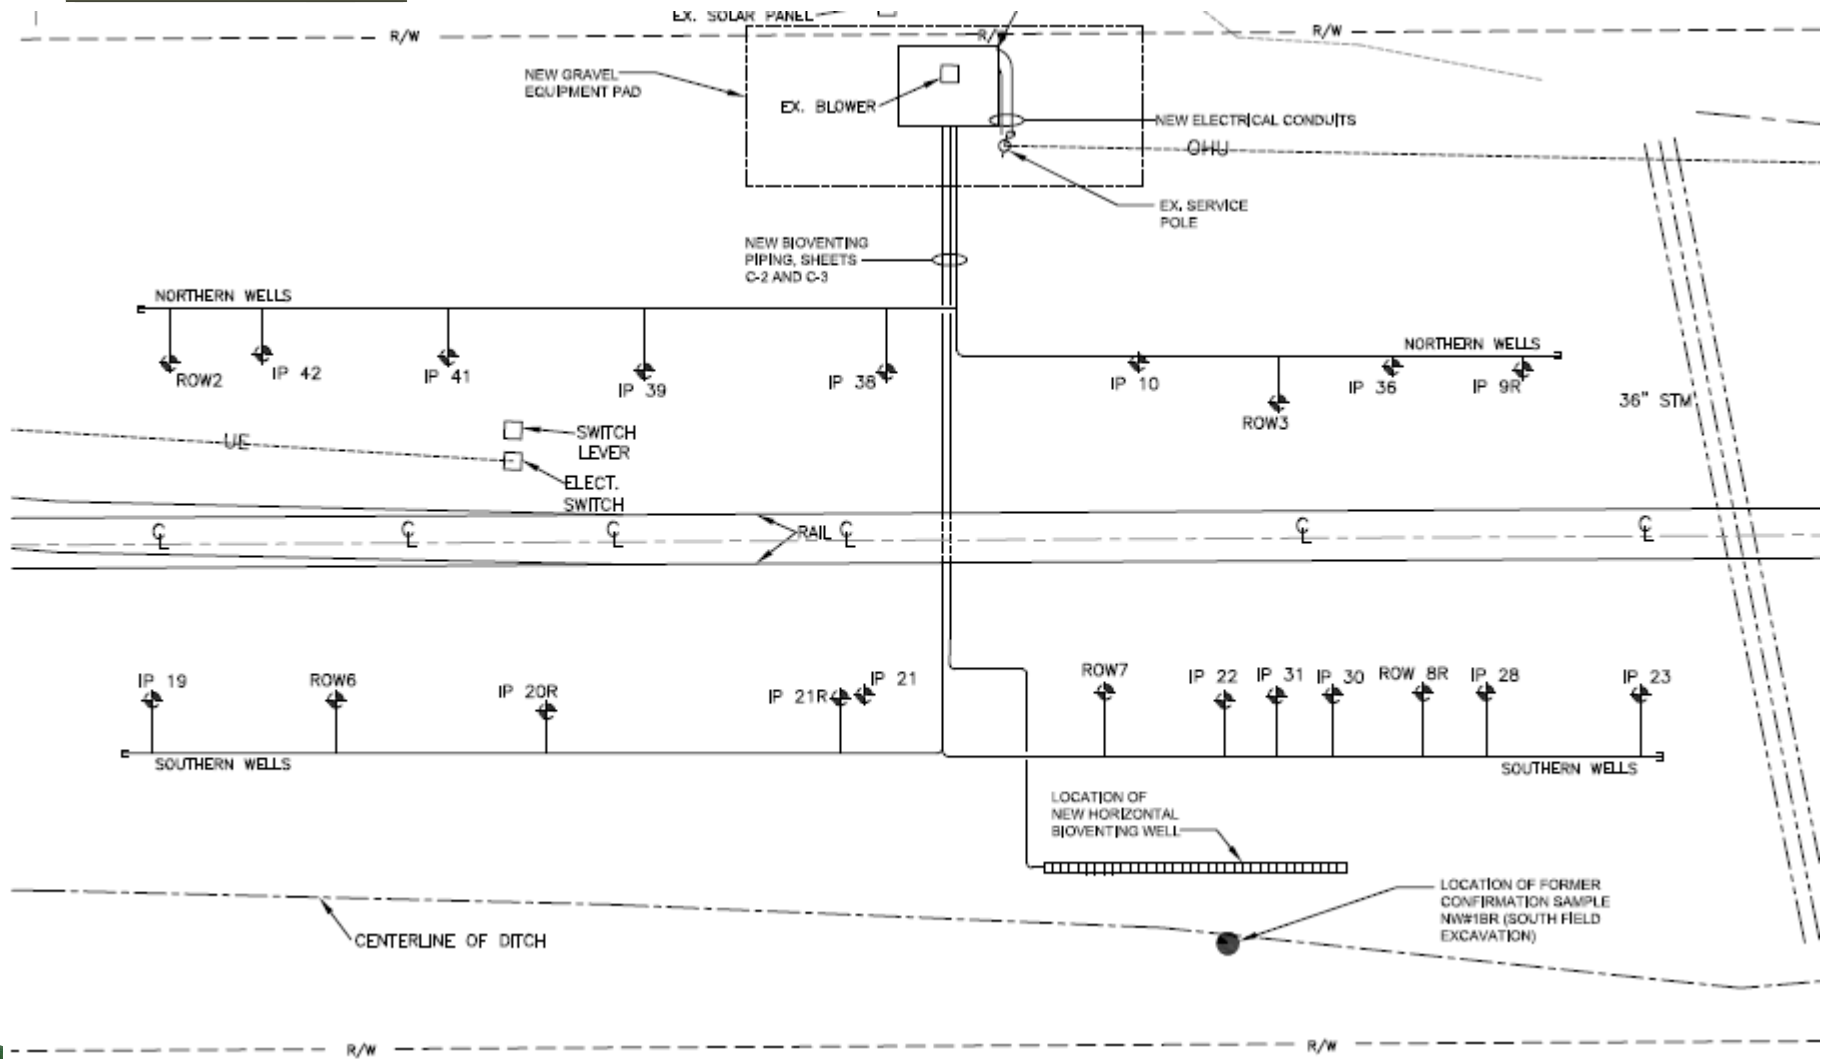 EX. SOLAR PANEL
R/W
R/W
R/W
NEW GRAVEL
EQUIPMENT PAD
EX. BLOWER
NEW ELECTRICAL CONDUITS
OHU
EX. SERVICE
POLE
NEW BIOVENTING
PIPING, SHEETS
C-2 AND C-3
NORTHERN WELLS
NORTHERN WELLS
ROW2
IP 42
IP 41
IP 39
IP 38
IP 10
ROW3
IP 36
IP 9R
36" STM
UE
SWITCH
LEVER
ELECT.
SWITCH
RAIL
IP 19
ROW6
IP 20R
IP 21R
IP 21
ROW7
IP 22
IP 31
IP 30
ROW 8R
IP 28
IP 23
SOUTHERN WELLS
SOUTHERN WELLS
LOCATION OF
NEW HORIZONTAL
BIOVENTING WELL
LOCATION OF FORMER
CONFIRMATION SAMPLE
NW#1BR (SOUTH FIELD
EXCAVATION)
CENTERLINE OF DITCH
R/W
R/W